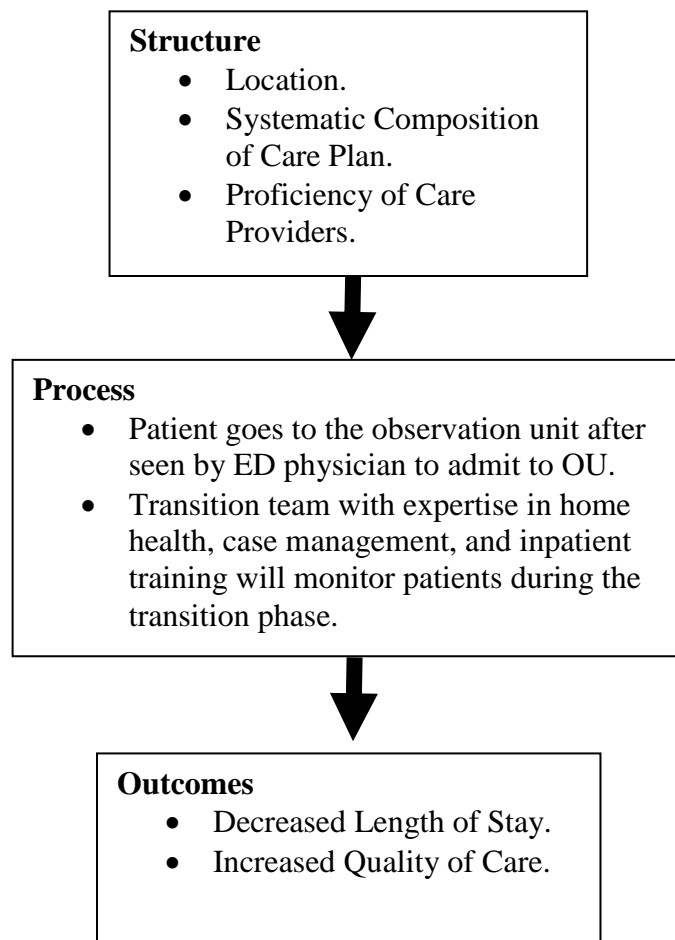 Structure
• Location.
• Systematic Composition
of Care Plan.
• Proficiency of Care
Providers.
Process
• Patient goes to the observation unit after
seen by ED physician to admit to OU.
• Transition team with expertise in home
health, case management, and inpatient
training will monitor patients during the
transition phase.
Outcomes
• Decreased Length of Stay.
• Increased Quality of Care.